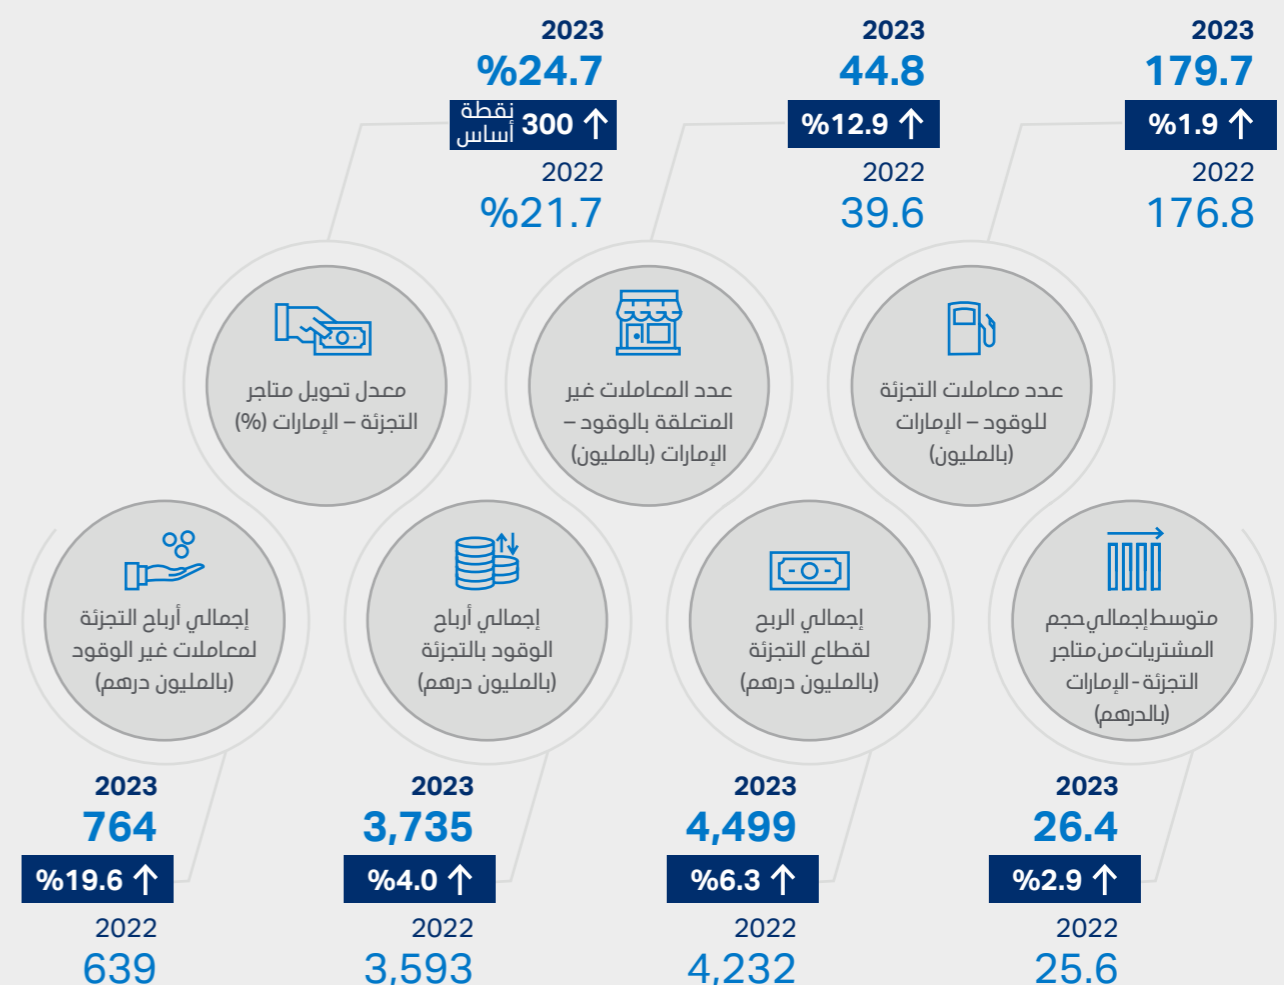 2023
179.7
%1.9
2022
176.8
عدد معاملات التجزئة
للوقود – الإمارات
(بالمليون)
2023
44.8
%12.9
2022
39.6
عدد المعاملات غير
المتعلقة بالوقود –
الإمارات (بالمليون)
2023
%24.7
300 نقطة
أساس
2022
%21.7
معدل تحويل متاجر
التجزئة – الإمارات (%)
متوسط إجمالي حجم
المشتريات من متاجر
التجزئة - الإمارات
(بالدرهم)
2023
26.4
%2.9
2022
25.6
إجمالي الربح
لقطاع التجزئة
(بالمليون درهم)
2023
4,499
%6.3
2022
4,232
إجمالي أرباح
الوقود بالتجزئة
(بالمليون درهم)
2023
3,735
%4.0
2022
3,593
إجمالي أرباح التجزئة
لمعاملات غير الوقود
(بالمليون درهم)
2023
764
%19.6
2022
639